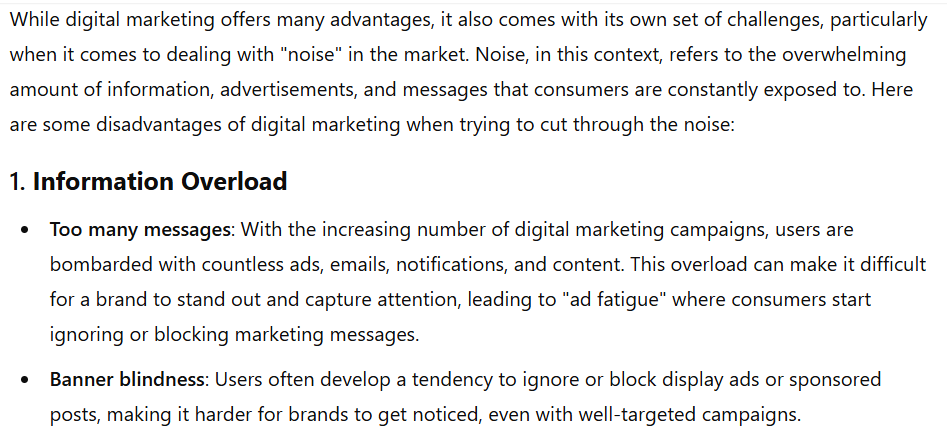 While digital marketing offers many advantages, it also comes with its own set of challenges, particularly
when it comes to dealing with "noise" in the market. Noise, in this context, refers to the overwhelming
amount of information, advertisements, and messages that consumers are constantly exposed to. Here
are some disadvantages of digital marketing when trying to cut through the noise:
1. Information Overload
• Too many messages: With the increasing number of digital marketing campaigns, users are
bombarded with countless ads, emails, notifications, and content. This overload can make it difficult
for a brand to stand out and capture attention, leading to "ad fatigue" where consumers start
ignoring or blocking marketing messages.
• Banner blindness: Users often develop a tendency to ignore or block display ads or sponsored
posts, making it harder for brands to get noticed, even with well-targeted campaigns.